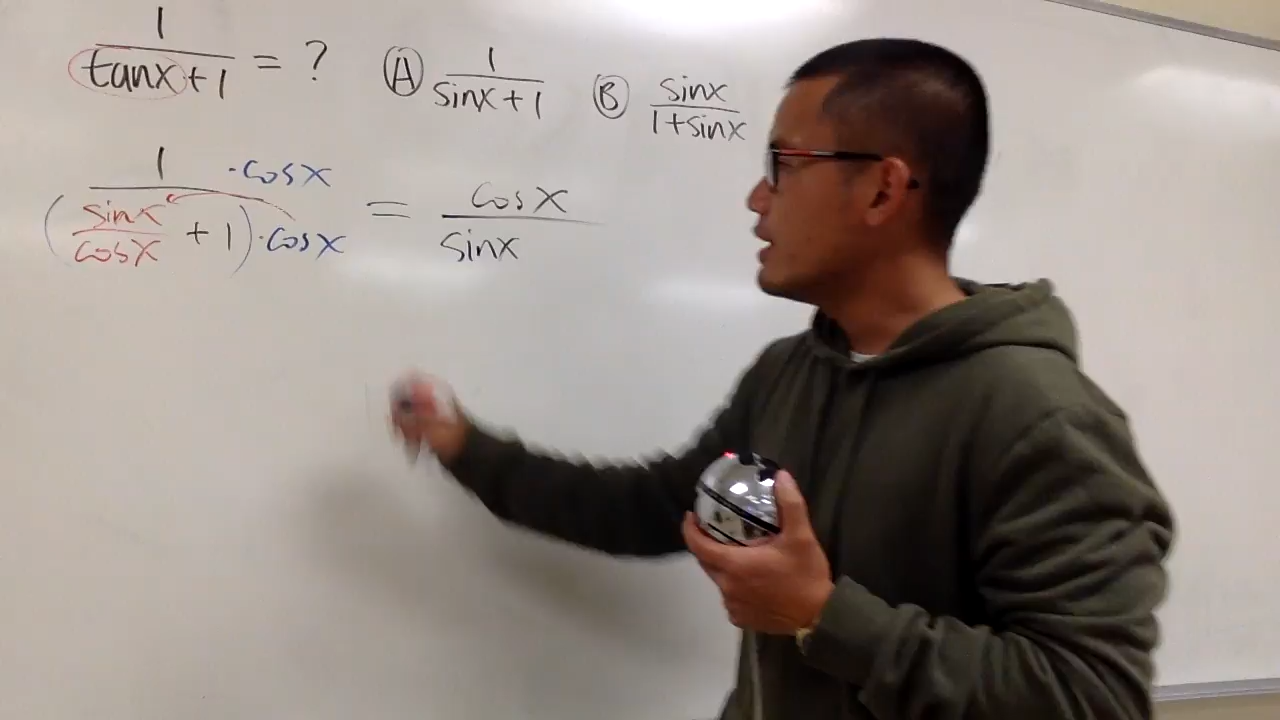 1/(tanx+1) = ? Ⓐ 1/(sinx+1) Ⓑ sinx/(1+sinx)
(1 · cosx)/((sinx/cosx + 1) · cosx) = cosx/sinx